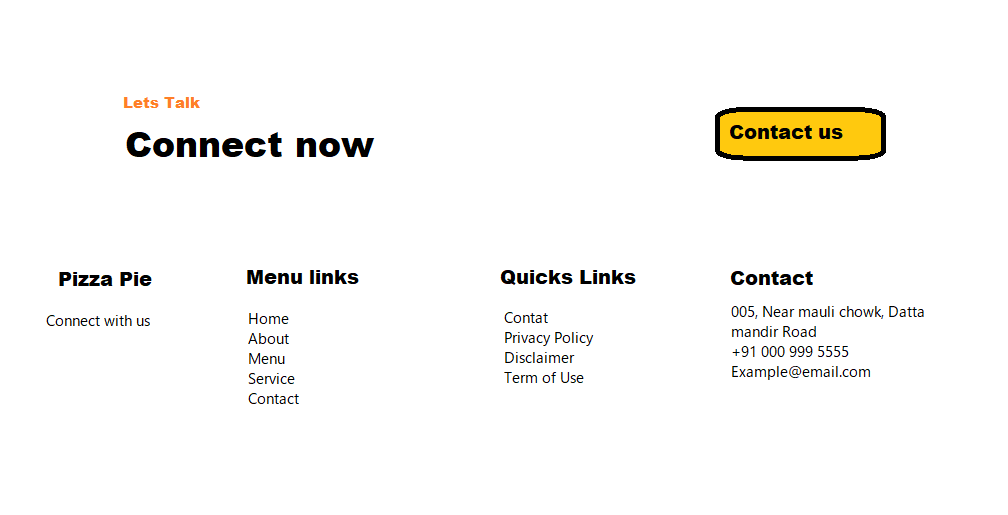 Lets Talk
Connect now
Contact us
Pizza Pie
Connect with us
Menu links
Home
About
Menu
Service
Contact
Quicks Links
Contat
Privacy Policy
Disclaimer
Term of Use
Contact
005, Near mauli chowk, Datta
mandir Road
+91 000 999 5555
Example@email.com